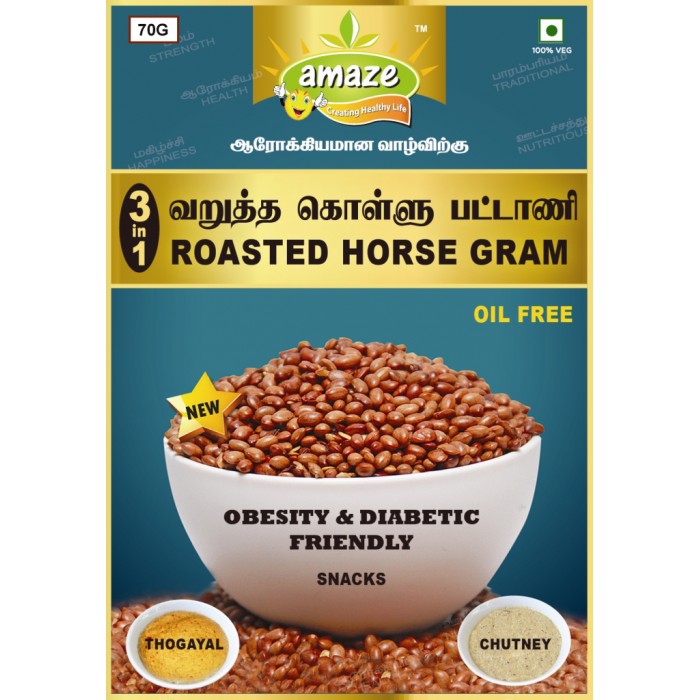 70G
amaze
TM
Creating Healthy Life
100% VEG
பலம்
STRENGTH
ஆரோக்கியம்
HEALTH
மகிழ்ச்சி
HAPPINESS
பாரம்பரியம்
TRADITIONAL
ஊட்டச்சத்து
NUTRITIOUS
ஆரோக்கியமான வாழ்விற்கு
3 in 1
வறுத்த கொள்ளு பட்டாணி
ROASTED HORSE GRAM
OIL FREE
NEW
OBESITY & DIABETIC
FRIENDLY
SNACKS
THOGAYAL
CHUTNEY